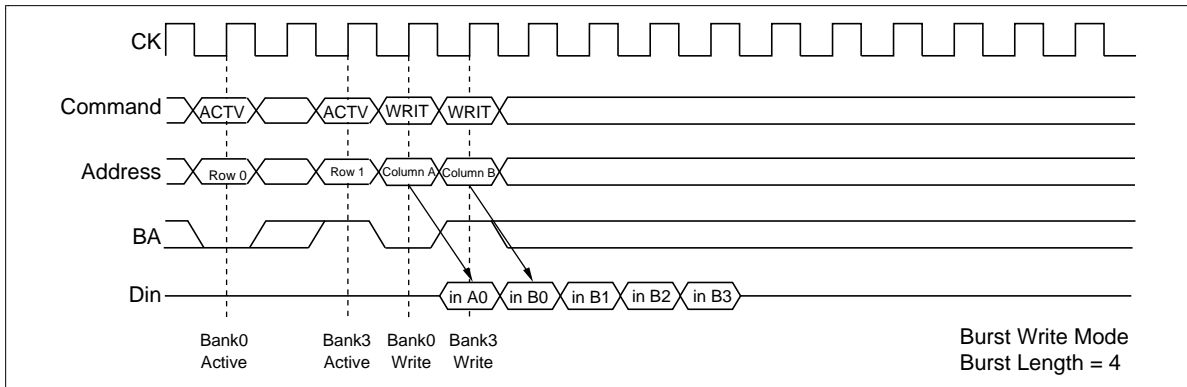 CK
Command ACTV ACTV WRIT WRIT
Address Row 0 Row 1 Column A Column B
BA
Din in A0 in B0 in B1 in B2 in B3
Bank0 Bank3 Bank0 Bank3
Active Active Write Write
Burst Write Mode
Burst Length = 4